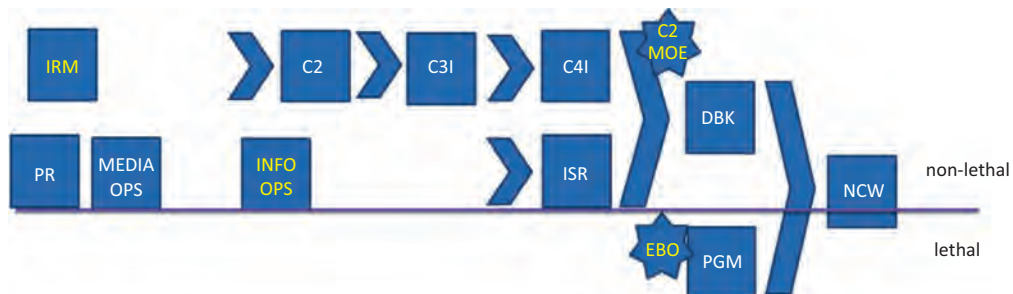 C2
MOE
IRM
C2
C3I
C4I
DBK
PR
MEDIA
OPS
INFO
OPS
ISR
NCW
non-lethal
EBO
PGM
lethal